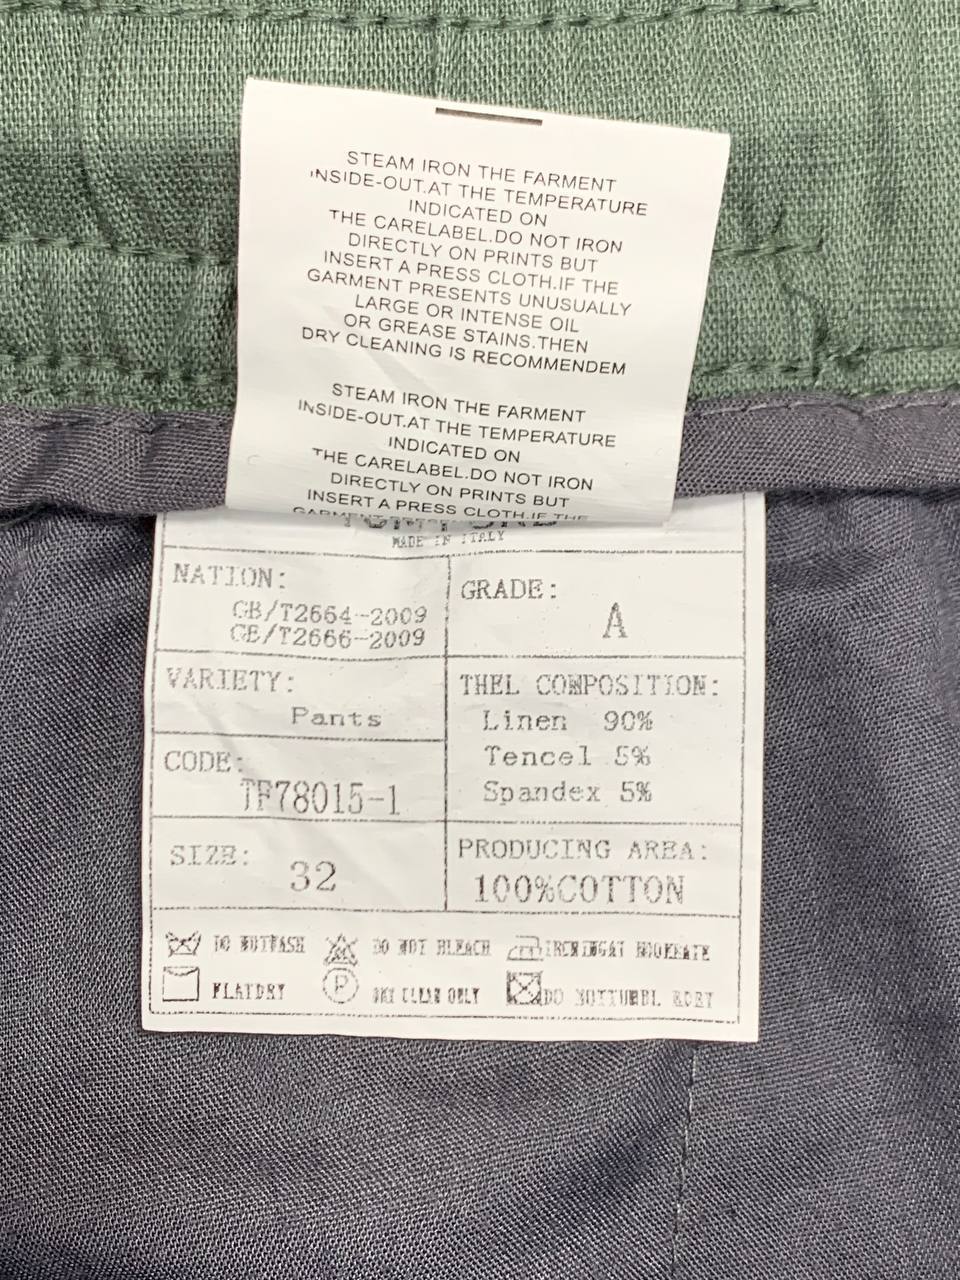 STEAM IRON THE FARMENT
INSIDE-OUT.AT THE TEMPERATURE
INDICATED ON
THE CARELABEL.DO NOT IRON
DIRECTLY ON PRINTS BUT
INSERT A PRESS CLOTH.IF THE
GARMENT PRESENTS UNUSUALLY
LARGE OR INTENSE OIL
OR GREASE STAINS.THEN
DRY CLEANING IS RECOMMENDEM
STEAM IRON THE FARMENT
INSIDE-OUT.AT THE TEMPERATURE
INDICATED ON
THE CARELABEL.DO NOT IRON
DIRECTLY ON PRINTS BUT
INSERT A PRESS CLOTH.IF THE
MADE IN ITALY
NATION:
GB/T2664-2009
GB/T2666-2009
GRADE:
A
VARIETY:
Pants
THEL COMPOSITION:
Linen 90%
Tencel 5%
Spandex 5%
CODE:
TF78015-1
SIZE:
32
PRODUCING AREA:
100%COTTON
DO NOT BLEACH
FLATDRY
P
DRY CLEAN ONLY